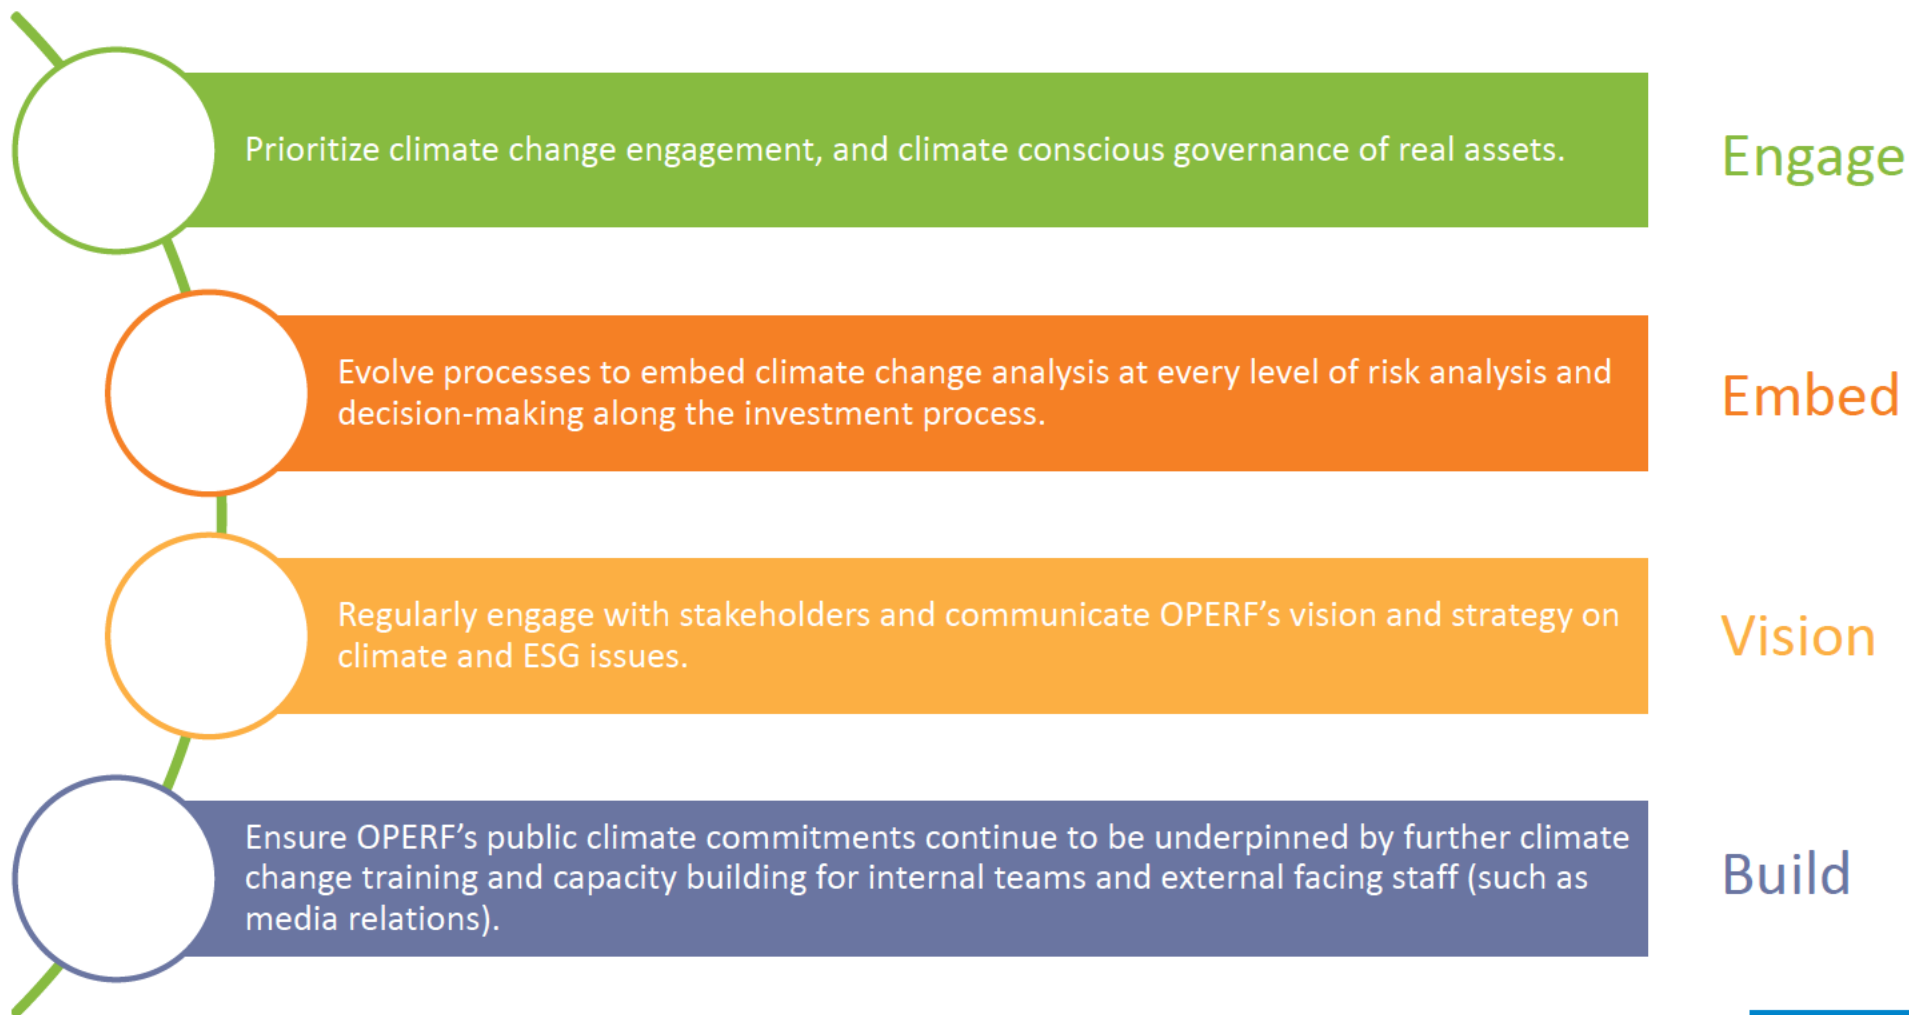 Prioritize climate change engagement, and climate conscious governance of real assets.
Engage
Evolve processes to embed climate change analysis at every level of risk analysis and
decision-making along the investment process.
Embed
Regularly engage with stakeholders and communicate OPERF’s vision and strategy on
climate and ESG issues.
Vision
Ensure OPERF’s public climate commitments continue to be underpinned by further climate
change training and capacity building for internal teams and external facing staff (such as
media relations).
Build